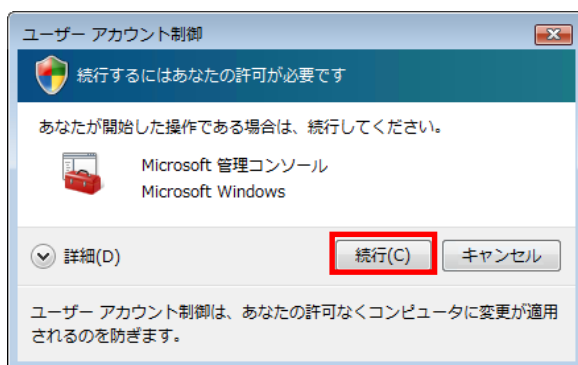 ユーザー アカウント制御
続行するにはあなたの許可が必要です
あなたが開始した操作である場合は、続行してください。
Microsoft 管理コンソール
Microsoft Windows
詳細(D)
続行(C)
キャンセル
ユーザー アカウント制御は、あなたの許可なくコンピュータに変更が適用
されるのを防ぎます。